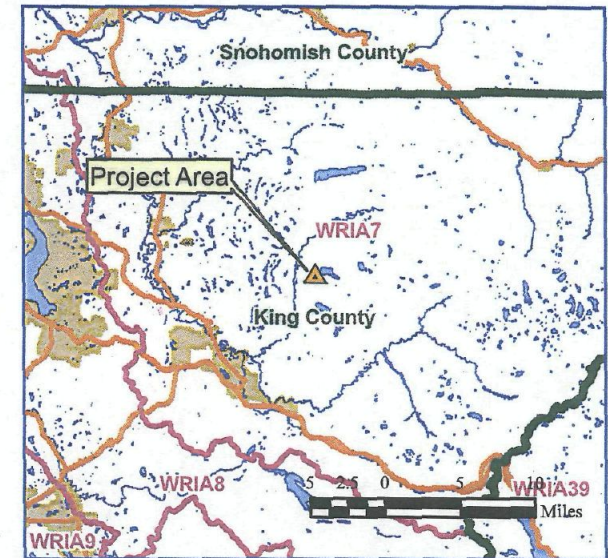 Snohomish County
Project Area
WRIA7
King County
WRIA8
5 2.5 0 5 10
Miles
WRIA39
WRIA9